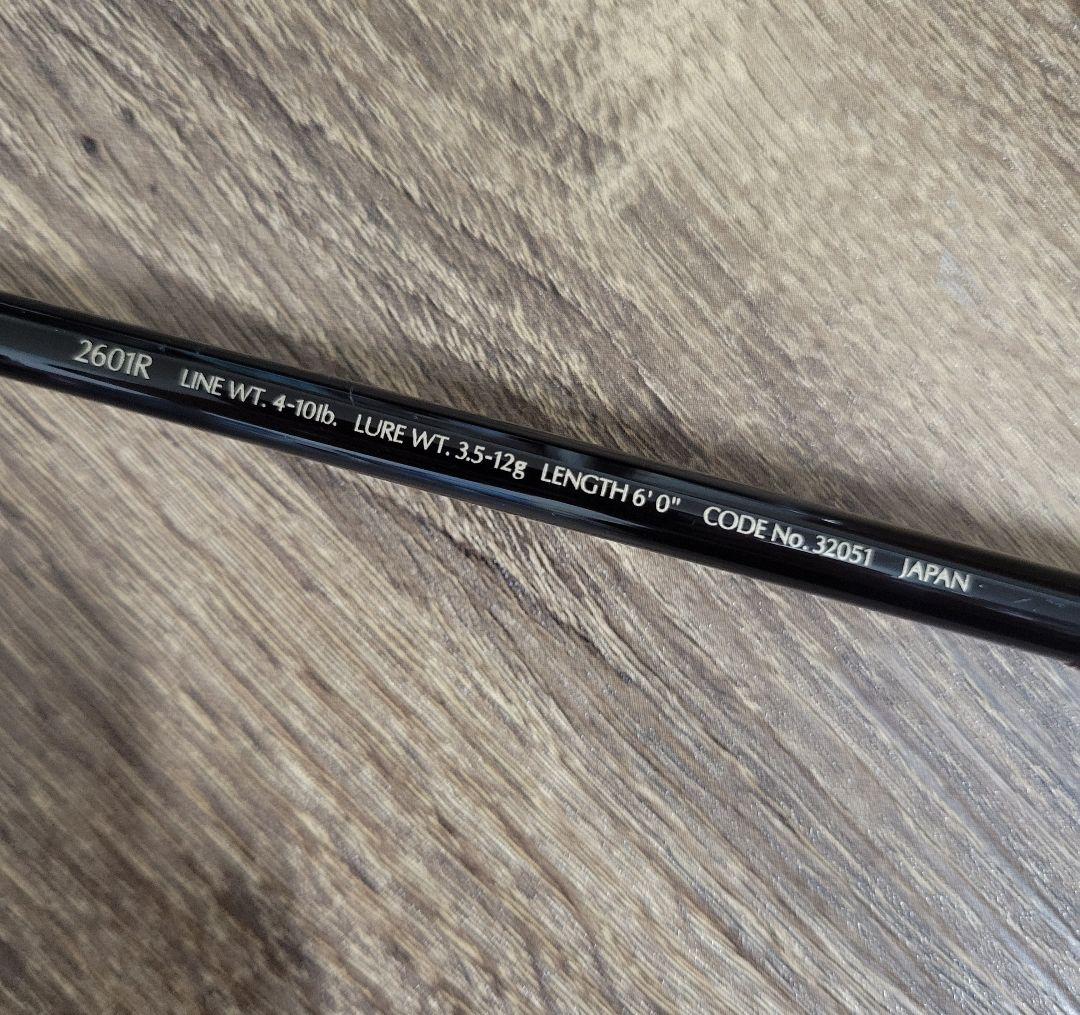 2601R LINE WT. 4-10lb. LURE WT. 3.5-12g LENGTH 6' 0" CODE No. 32051 JAPAN